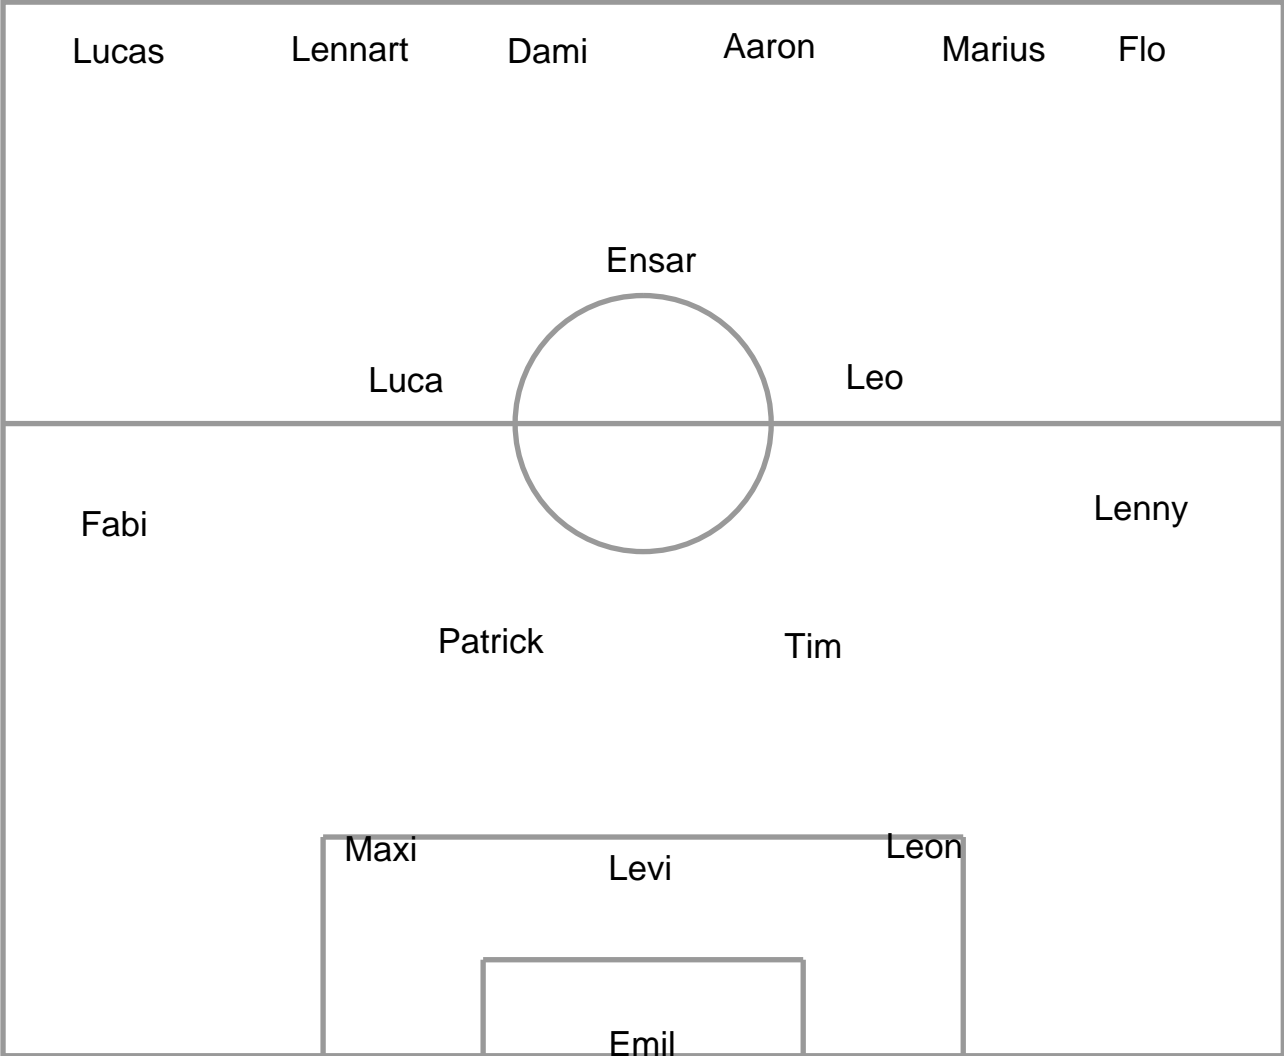 Lucas Lennart Dami Aaron Marius Flo
Ensar
Luca Leo
Fabi Lenny
Patrick Tim
Maxi Levi Leon
Emil